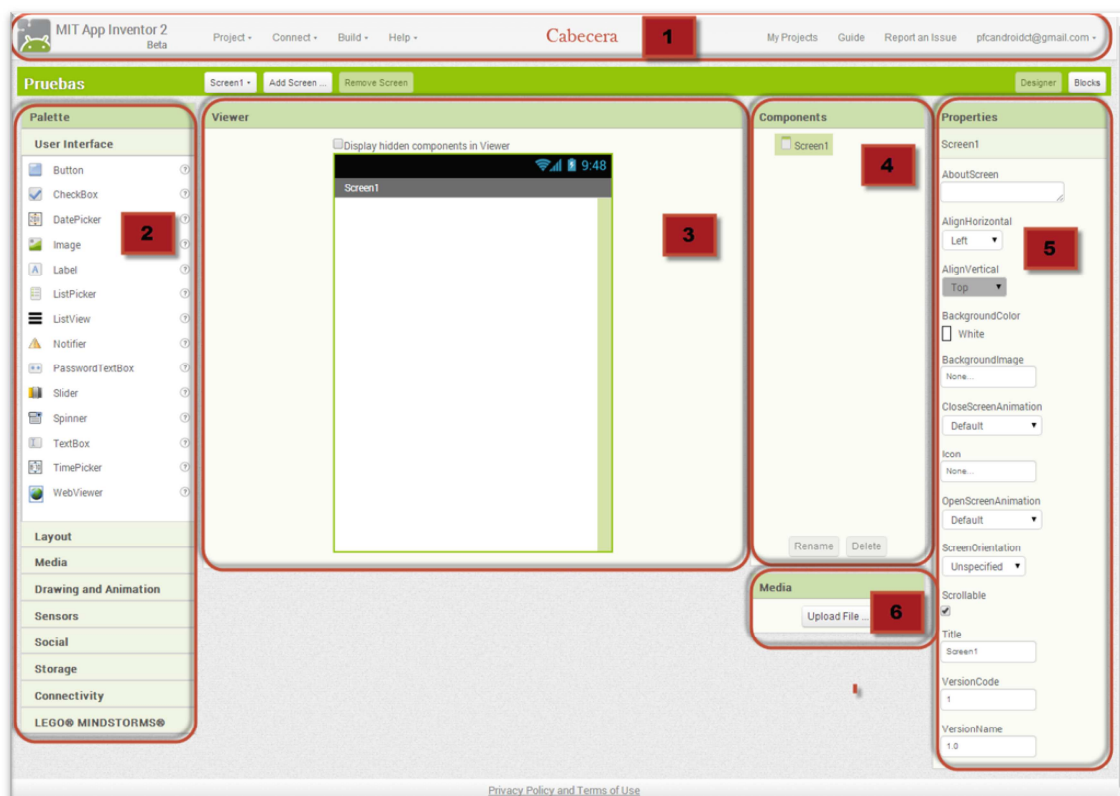 MIT App Inventor 2
Beta
Project Connect Build Help
Cabecera
1
My Projects Guide Report an Issue pfcandroidct@gmail.com
Pruebas
Screen1 Add Screen ... Remove Screen
Designer Blocks
Palette
User Interface
Button
CheckBox
DatePicker
2
Image
Label
ListPicker
ListView
Notifier
PasswordTextBox
Slider
Spinner
TextBox
TimePicker
WebViewer
Layout
Media
Drawing and Animation
Sensors
Social
Storage
Connectivity
LEGO® MINDSTORMS®
Viewer
Display hidden components in Viewer
9:48
Screen1
3
Components
Screen1
4
Rename Delete
Media
Upload File ...
6
Properties
Screen1
AboutScreen
AlignHorizontal
Left
5
AlignVertical
Top
BackgroundColor
White
BackgroundImage
None...
CloseScreenAnimation
Default
Icon
None...
OpenScreenAnimation
Default
ScreenOrientation
Unspecified
Scrollable
Title
Screen1
VersionCode
1
VersionName
1.0
Privacy Policy and Terms of Use